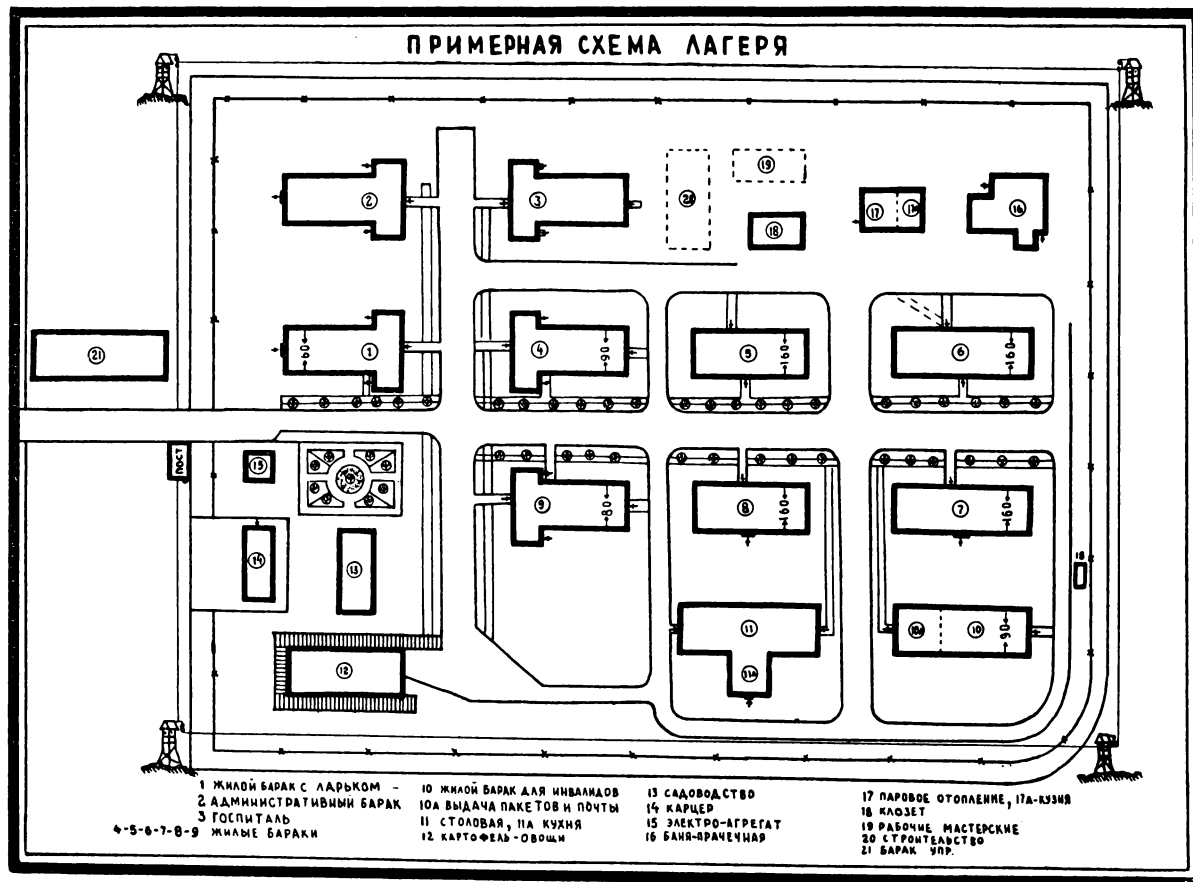 ПРИМЕРНАЯ СХЕМА ЛАГЕРЯ
2
3
20
19
18
17
17а
16
21
60
1
4
90
5
160
6
160
ПОСТ
15
9
80
8
160
7
160
14
13
18
12
11
11а
10а
10
90
1 ЖИЛОЙ БАРАК С ЛАРЬКОМ -
2 АДМИНИСТРАТИВНЫЙ БАРАК
3 ГОСПИТАЛЬ
4-5-6-7-8-9 ЖИЛЫЕ БАРАКИ
10 ЖИЛОЙ БАРАК ДЛЯ ИНВАЛИДОВ
10А ВЫДАЧА ПАКЕТОВ И ПОЧТЫ
11 СТОЛОВАЯ, 11А КУХНЯ
12 КАРТОФЕЛЬ-ОВОЩИ
13 САДОВОДСТВО
14 КАРЦЕР
15 ЭЛЕКТРО-АГРЕГАТ
16 БАНЯ-ПРАЧЕЧНАЯ
17 ПАРОВОЕ ОТОПЛЕНИЕ, 17А-КУЗНЯ
18 КЛОЗЕТ
19 РАБОЧИЕ МАСТЕРСКИЕ
20 СТРОИТЕЛЬСТВО
21 БАРАК УПР.